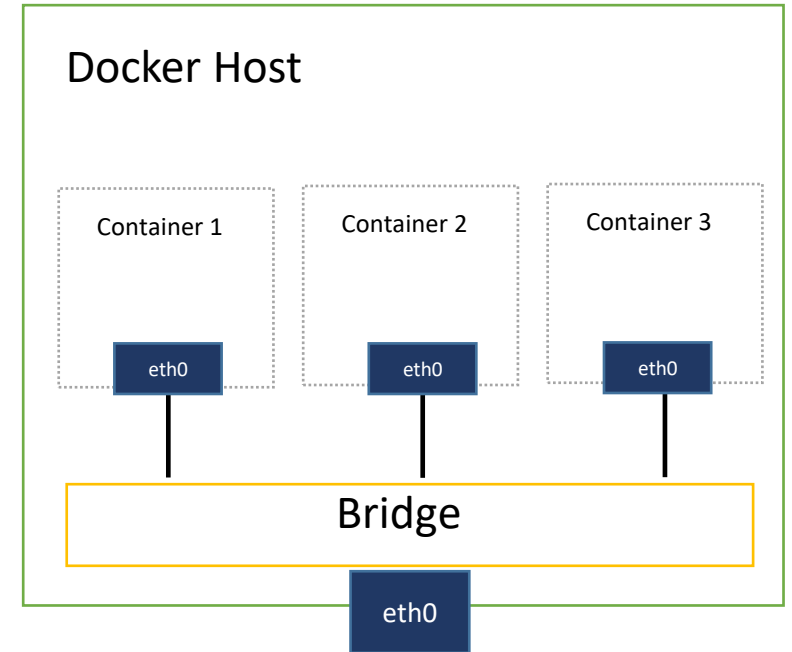 Docker Host
Container 1
Container 2
Container 3
eth0
eth0
eth0
Bridge
eth0